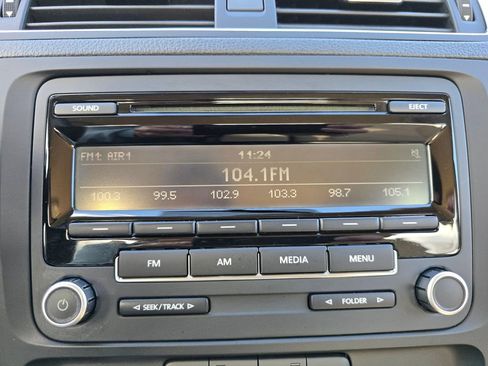 SOUND EJECT
FM1: AIR1 11:24
104.1FM
100.3 99.5 102.9 103.3 98.7 105.1
FM AM MEDIA MENU
◁ SEEK/TRACK ▷ ◁ FOLDER ▷